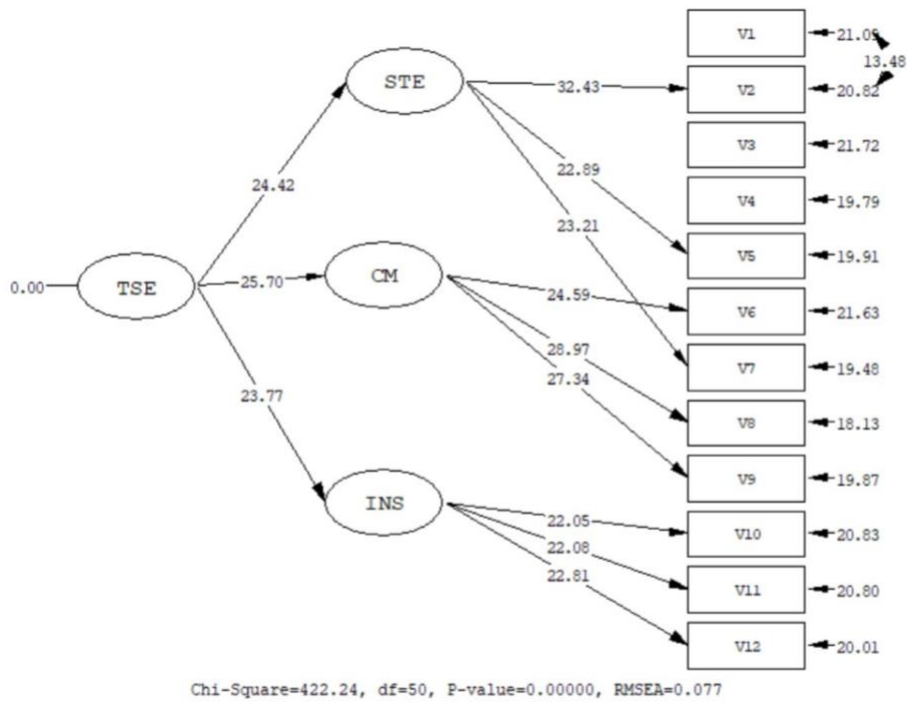 V1
21.09
13.48
STE
32.43
V2
20.82
V3
21.72
22.89
24.42
V4
19.79
23.21
V5
19.91
0.00
TSE
25.70
CM
24.59
V6
21.63
28.97
V7
19.48
27.34
23.77
V8
18.13
V9
19.87
INS
22.05
V10
20.83
22.08
22.81
V11
20.80
V12
20.01
Chi-Square=422.24, df=50, P-value=0.00000, RMSEA=0.077